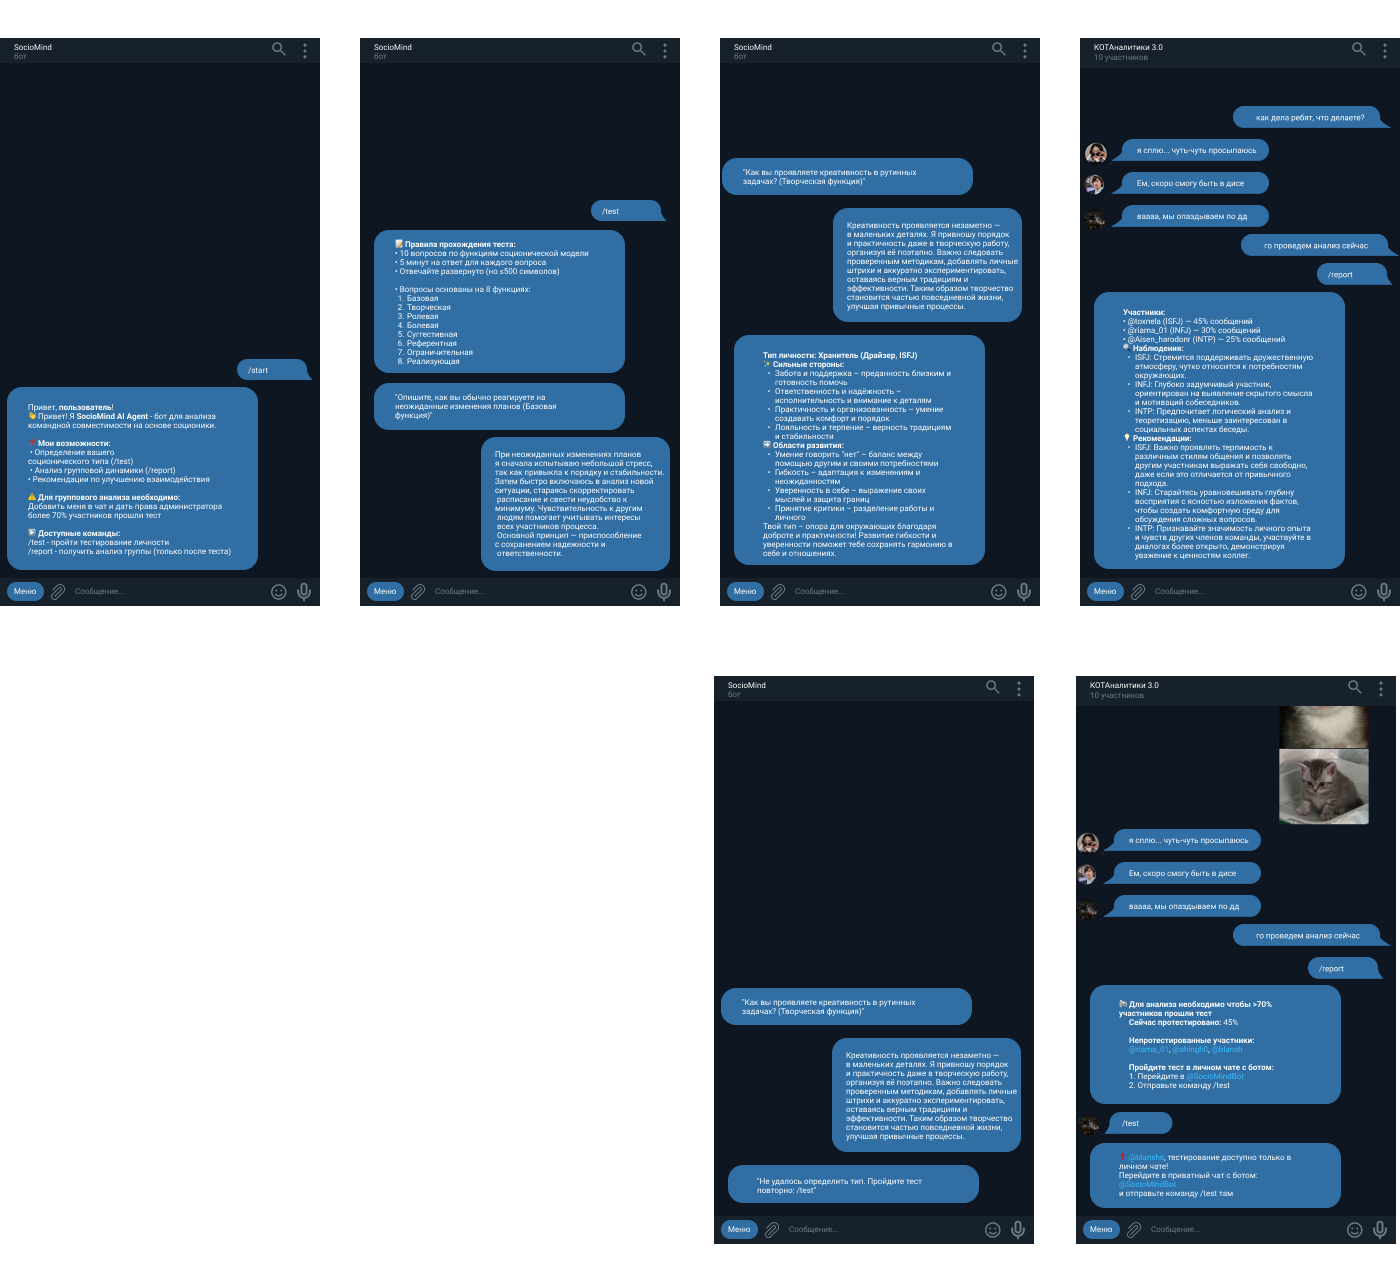 SocioMind
бот
/start
Привет, пользователь!
👋 Привет! Я SocioMind AI Agent - бот для анализа
командной совместимости на основе соционики.
📌 Мои возможности:
• Определение вашего
соционического типа (/test)
• Анализ групповой динамики (/report)
• Рекомендации по улучшению взаимодействия
⚠️ Для группового анализа необходимо:
Добавить меня в чат и дать права администратора
более 70% участников прошли тест
Доступные команды:
/test - пройти тестирование личности
/report - получить анализ группы (только после теста)
Меню
Сообщение...
SocioMind
бот
/test
📝 Правила прохождения теста:
• 10 вопросов по функциям соционической модели
• 5 минут на ответ для каждого вопроса
• Отвечайте развернуто (но ≤500 символов)
• Вопросы основаны на 8 функциях:
1. Базовая
2. Творческая
3. Ролевая
4. Болевая
5. Суггестивная
6. Референтная
7. Ограничительная
8. Реализующая
"Опишите, как вы обычно реагируете на
неожиданные изменения планов (Базовая
функция)"
При неожиданных изменениях планов
я сначала испытываю небольшой стресс,
так как привыкла к порядку и стабильности.
Затем быстро включаюсь в анализ новой
ситуации, стараясь скорректировать
расписание и свести неудобство к
минимуму. Чувствительность к другим
людям помогает учитывать интересы
всех участников процесса.
Основной принцип — приспособление
с сохранением надежности и
ответственности.
Меню
Сообщение...
SocioMind
бот
"Как вы проявляете креативность в рутинных
задачах? (Творческая функция)"
Креативность проявляется незаметно —
в маленьких деталях. Я привношу порядок
и практичность даже в творческую работу,
организуя её поэтапно. Важно следовать
проверенным методикам, добавлять личные
штрихи и аккуратно экспериментировать,
оставаясь верным традициям и
эффективности. Таким образом творчество
становится частью повседневной жизни,
улучшая привычные процессы.
Тип личности: Хранитель (Драйзер, ISFJ)
✨ Сильные стороны:
• Забота и поддержка – преданность близким и
готовность помочь
• Ответственность и надёжность –
исполнительность и внимание к деталям
• Практичность и организованность – умение
создавать комфорт и порядок
• Лояльность и терпение – верность традициям
и стабильности
Области развития:
• Умение говорить "нет" – баланс между
помощью другим и своими потребностями
• Гибкость – адаптация к изменениям и
неожиданностям
• Уверенность в себе – выражение своих
мыслей и защита границ
• Принятие критики – разделение работы и
личного
Твой тип – опора для окружающих благодаря
доброте и практичности! Развитие гибкости и
уверенности поможет тебе сохранять гармонию в
себе и отношениях.
Меню
Сообщение...
КОТАналитики 3.0
10 участников
как дела ребят, что делаете?
я сплю... чуть-чуть просыпаюсь
Ем, скоро смогу быть в дисе
ваааа, мы опаздываем по дд
го проведем анализ сейчас
/report
Участники:
• @toxnela (ISFJ) — 45% сообщений
• @riama_01 (INFJ) — 30% сообщений
• @Aisen_harodonr (INTP) — 25% сообщений
🔍 Наблюдения:
• ISFJ: Стремится поддерживать дружественную
атмосферу, чутко относится к потребностям
окружающих.
• INFJ: Глубоко задумчивый участник,
ориентирован на выявление скрытого смысла
и мотиваций собеседников.
• INTP: Предпочитает логический анализ и
теоретизацию, меньше заинтересован в
социальных аспектах беседы.
💡 Рекомендации:
• ISFJ: Важно проявлять терпимость к
различным стилям общения и позволять
другим участникам выражать себя свободно,
даже если это отличается от привычного
подхода.
• INFJ: Старайтесь уравновешивать глубину
восприятия с ясностью изложения фактов,
чтобы создать комфортную среду для
обсуждения сложных вопросов.
• INTP: Признавайте значимость личного опыта
и чувств других членов команды, участвуйте в
диалогах более открыто, демонстрируя
уважение к ценностям коллег.
Меню
Сообщение...
SocioMind
бот
"Как вы проявляете креативность в рутинных
задачах? (Творческая функция)"
Креативность проявляется незаметно —
в маленьких деталях. Я привношу порядок
и практичность даже в творческую работу,
организуя её поэтапно. Важно следовать
проверенным методикам, добавлять личные
штрихи и аккуратно экспериментировать,
оставаясь верным традициям и
эффективности. Таким образом творчество
становится частью повседневной жизни,
улучшая привычные процессы.
"Не удалось определить тип. Пройдите тест
повторно: /test"
Меню
Сообщение...
КОТАналитики 3.0
10 участников
я сплю... чуть-чуть просыпаюсь
Ем, скоро смогу быть в дисе
ваааа, мы опаздываем по дд
го проведем анализ сейчас
/report
Для анализа необходимо чтобы >70%
участников прошли тест
Сейчас протестировано: 45%
Непротестированные участники:
@riama_01, @shingh0, @blansh
Пройдите тест в личном чате с ботом:
1. Перейдите в @SocioMindBot
2. Отправьте команду /test
/test
❗ @blanshe, тестирование доступно только в
личном чате!
Перейдите в приватный чат с ботом:
@SocioMindBot
и отправьте команду /test там
Меню
Сообщение...